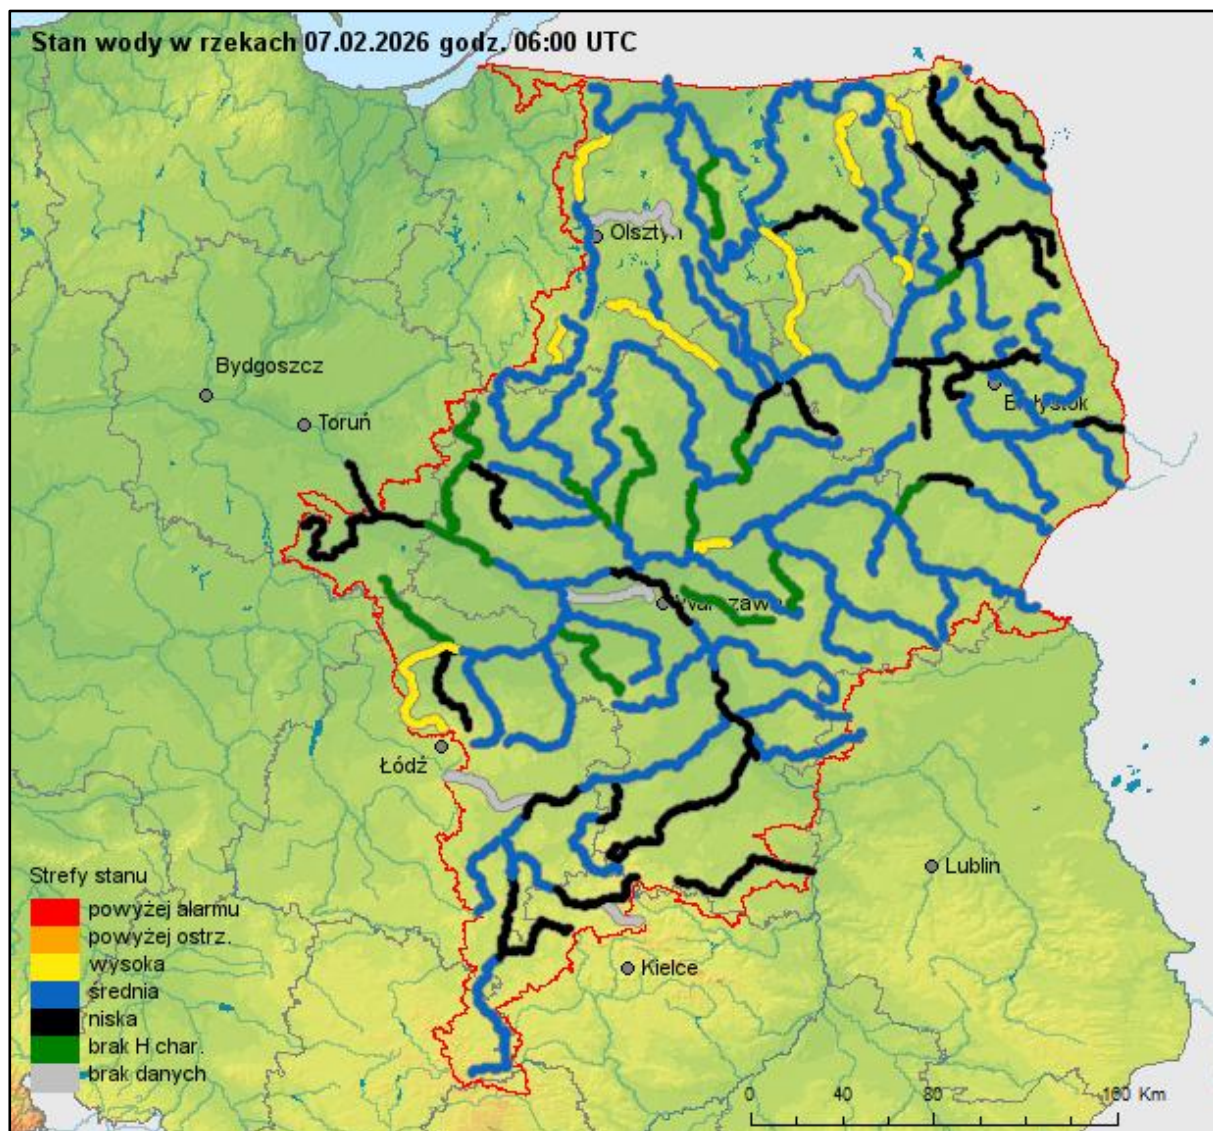 Stan wody w rzekach 07.02.2026 godz. 06:00 UTC
Olsztyn
Bydgoszcz
Toruń
Białystok
Warszawa
Łódź
Lublin
Kielce
Strefy stanu
powyżej alarmu
powyżej ostrz.
wysoka
średnia
niska
brak H char.
brak danych
0 40 80 160 Km